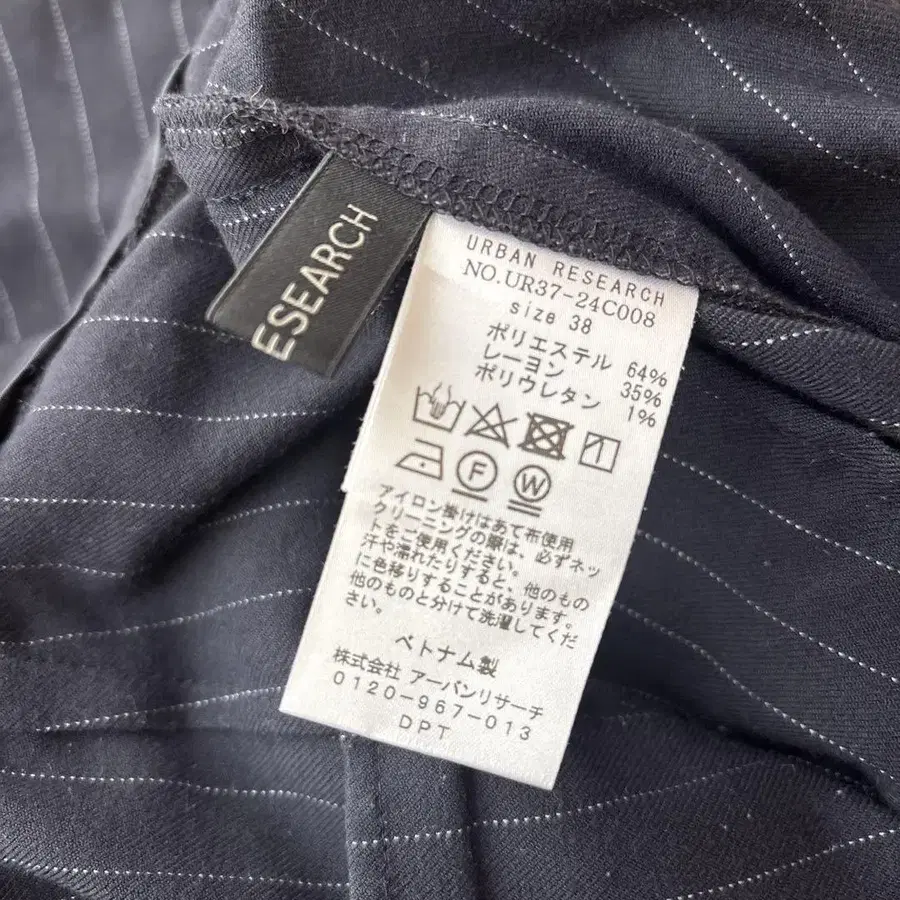 ESEARCH
URBAN RESEARCH
NO.UR37-24C008
size 38
ポリエステル 64%
レーヨン 35%
ポリウレタン 1%
F W
アイロン掛けはあて布使用
クリーニングの際は、必ずネッ
トをご使用ください。
汗や濡れたりすると、他のもの
に色移りすることがあります。
他のものと分けて洗濯してくだ
さい。
ベトナム製
株式会社 アーバンリサーチ
0120-967-013
DPT